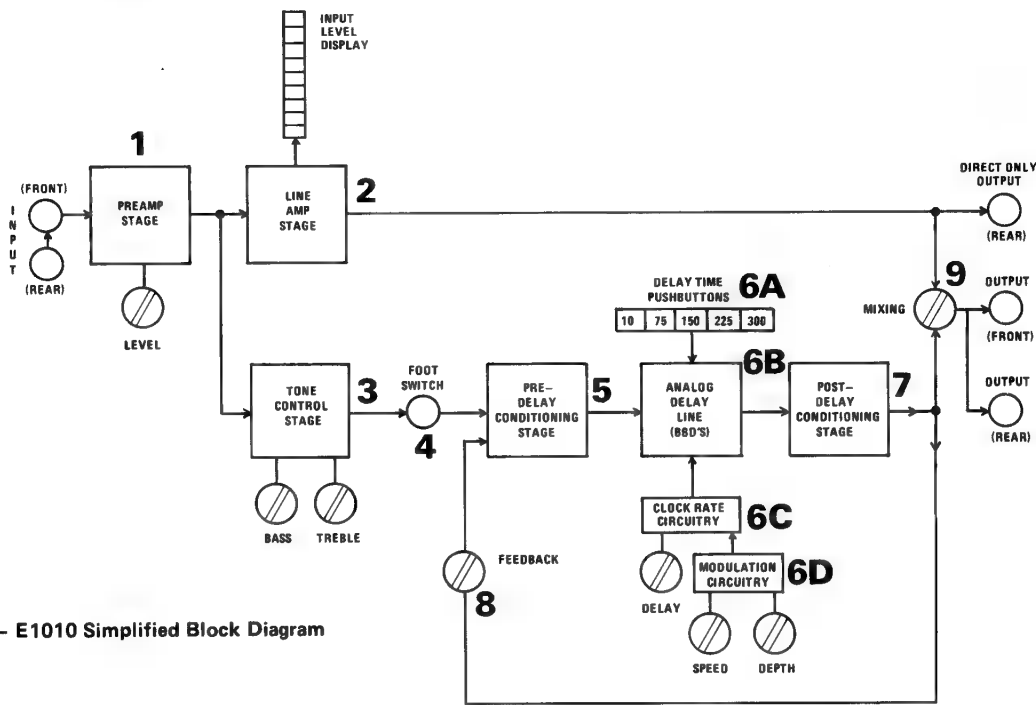 INPUT
LEVEL
DISPLAY
1
(FRONT)
INPUT
(REAR)
PREAMP
STAGE
LEVEL
LINE
AMP
STAGE
2
DIRECT ONLY
OUTPUT
(REAR)
9
MIXING
OUTPUT
(FRONT)
OUTPUT
(REAR)
DELAY TIME
PUSHBUTTONS
6A
10 75 150 225 300
TONE
CONTROL
STAGE
3
BASS TREBLE
FOOT
SWITCH
4
PRE–
DELAY
CONDITIONING
STAGE
5
6B
ANALOG
DELAY
LINE
(BBD'S)
POST–
DELAY
CONDITIONING
STAGE
7
CLOCK RATE
CIRCUITRY
6C
MODULATION
CIRCUITRY
6D
DELAY
SPEED DEPTH
FEEDBACK
8
– E1010 Simplified Block Diagram